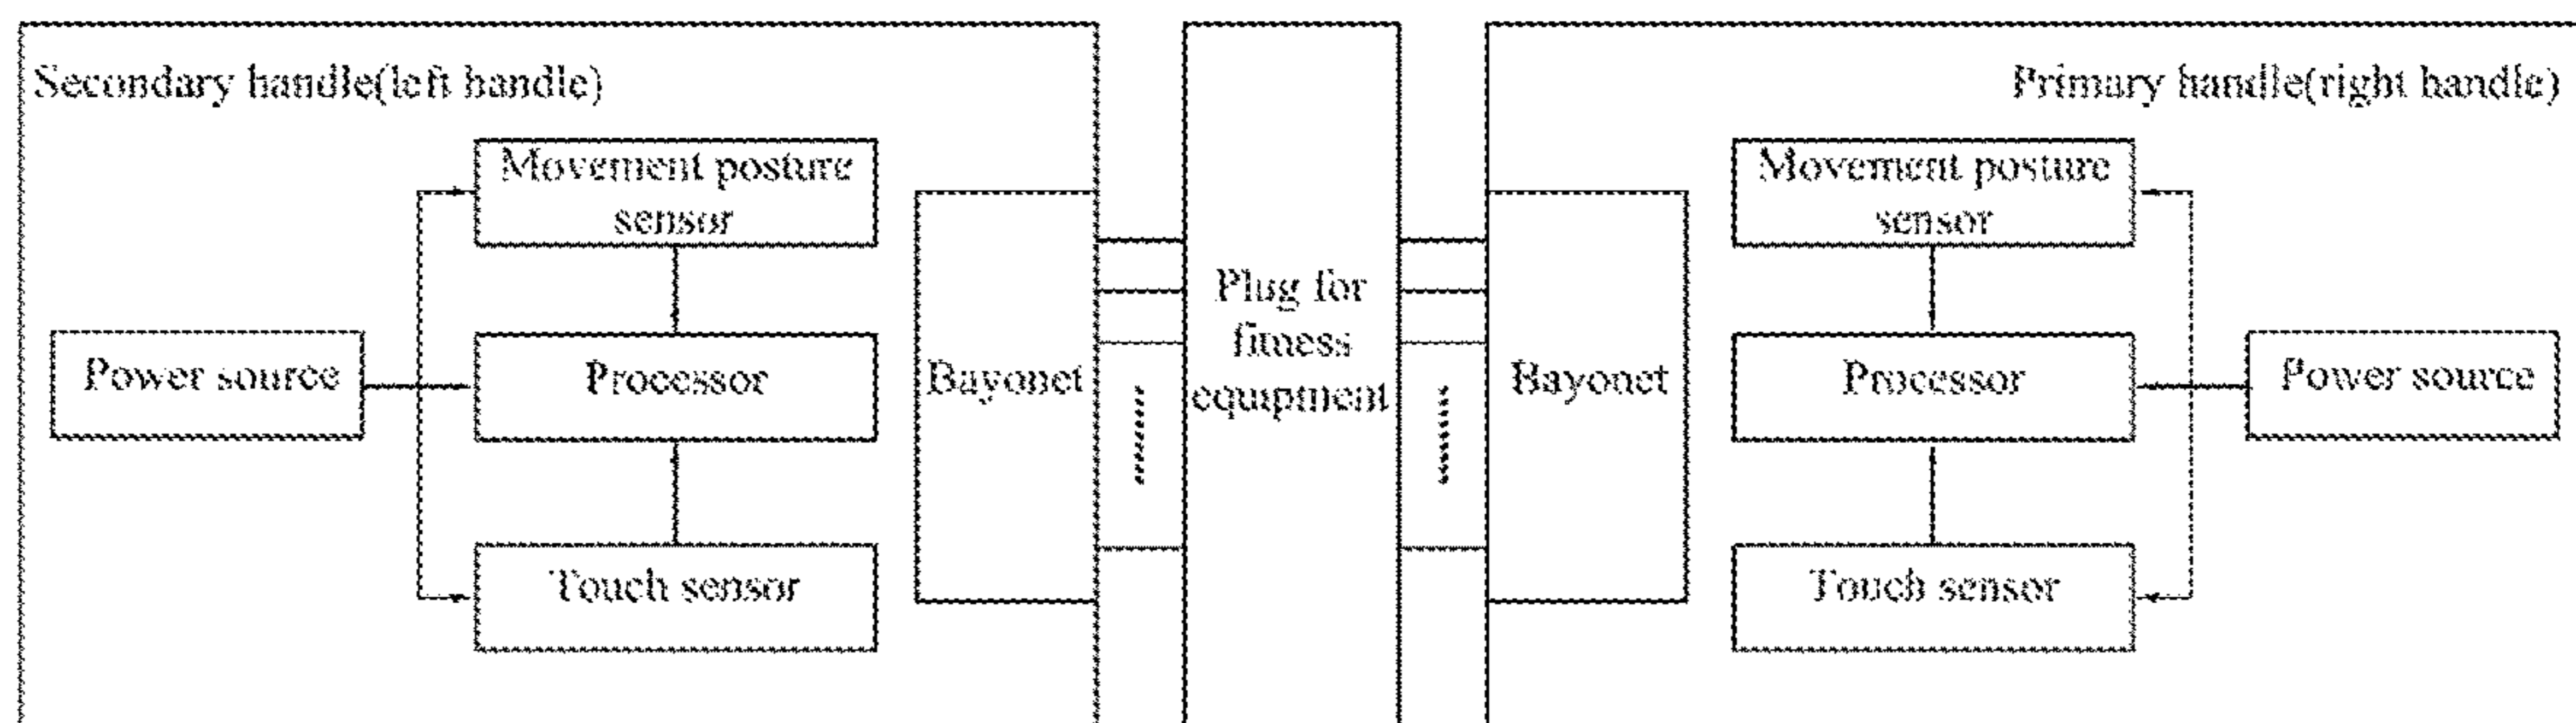 Secondary handle(left handle)
Movement posture
sensor
Power source
Processor
Touch sensor
Bayonet
Plug for
fitness
equipment
Bayonet
Primary handle(right handle)
Movement posture
sensor
Processor
Power source
Touch sensor